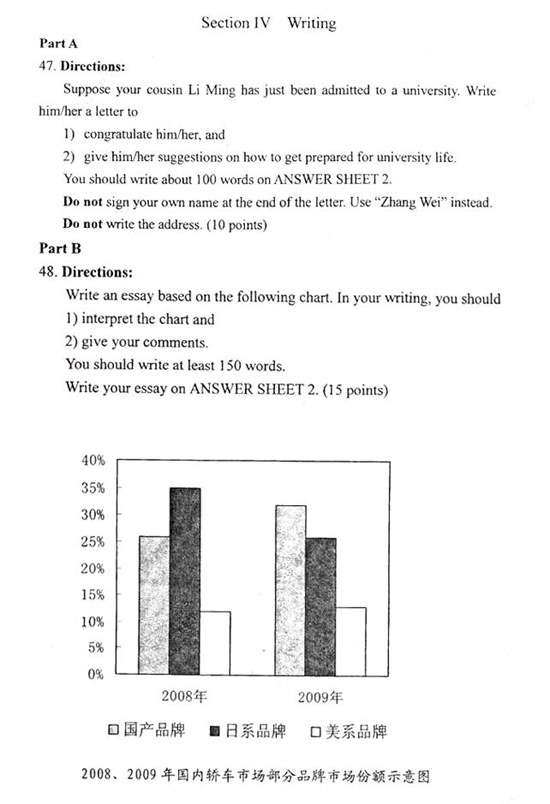 Section IV Writing
Part A
47. Directions:
Suppose your cousin Li Ming has just been admitted to a university. Write
him/her a letter to
1) congratulate him/her, and
2) give him/her suggestions on how to get prepared for university life.
You should write about 100 words on ANSWER SHEET 2.
Do not sign your own name at the end of the letter. Use “Zhang Wei” instead.
Do not write the address. (10 points)
Part B
48. Directions:
Write an essay based on the following chart. In your writing, you should
1) interpret the chart and
2) give your comments.
You should write at least 150 words.
Write your essay on ANSWER SHEET 2. (15 points)
40%
35%
30%
25%
20%
15%
10%
5%
0%
2008年 2009年
国产品牌 日系品牌 美系品牌
2008、2009年国内轿车市场部分品牌市场份额示意图